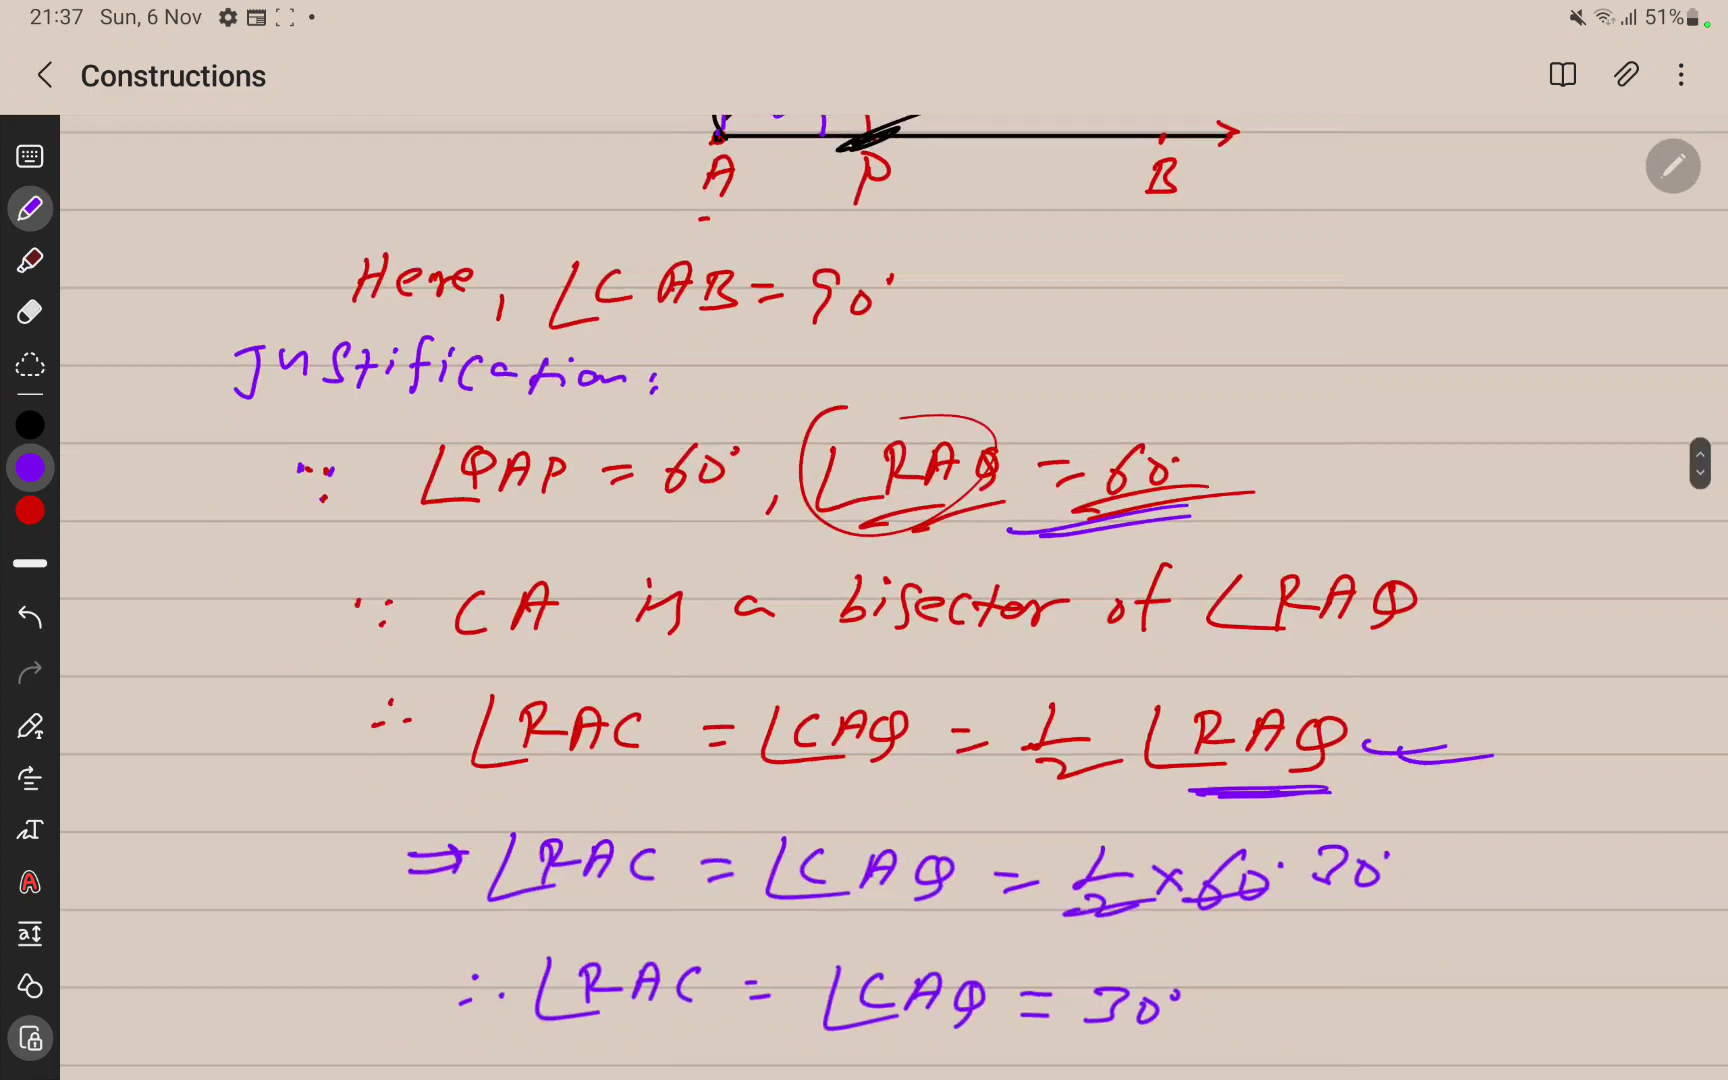 21:37 Sun, 6 Nov 51%
Constructions
A P B
Here, ∠CAB = 90°
Justification:
∵ ∠QAP = 60°, ∠RAQ = 60°
∵ CA is a bisector of ∠RAQ
∴ ∠RAC = ∠CAQ = 1/2 ∠RAQ
⇒ ∠RAC = ∠CAQ = 1/2 × 60° 30°
∴ ∠RAC = ∠CAQ = 30°